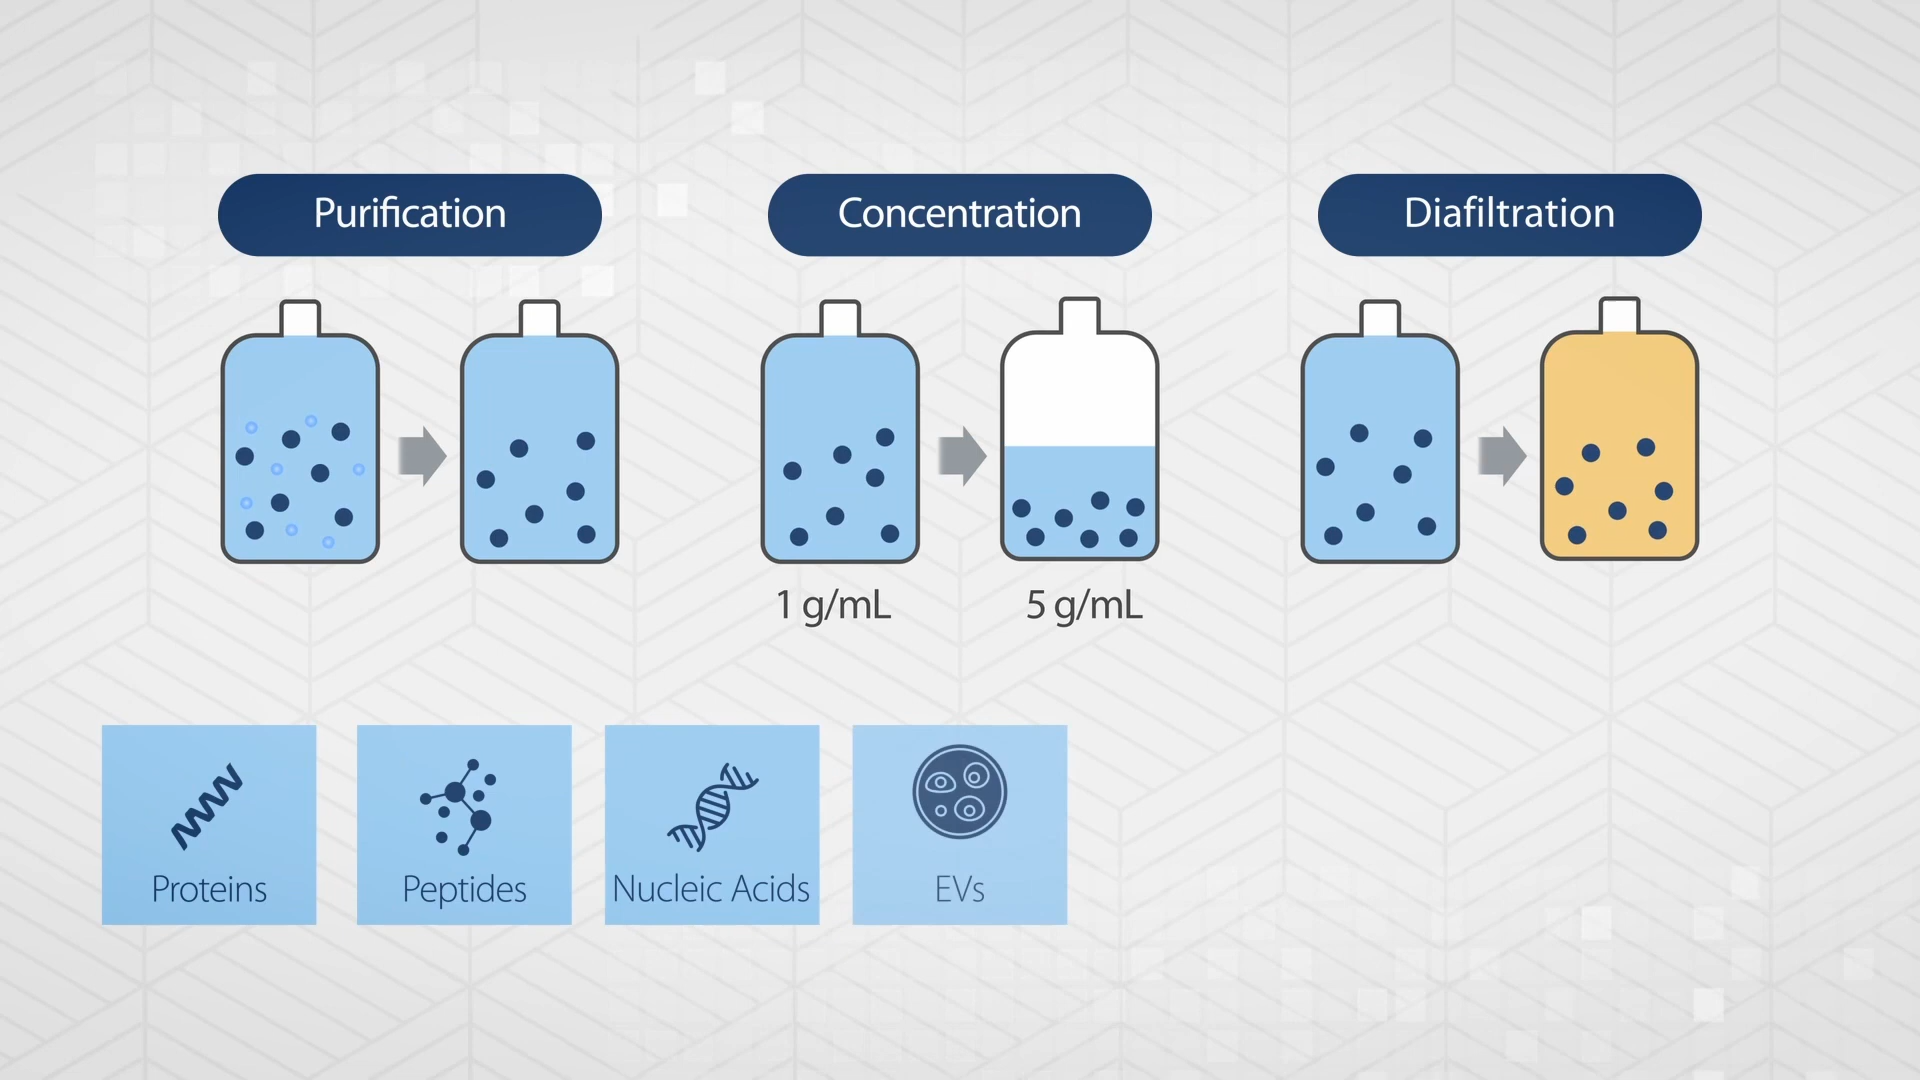 Purification
Concentration
Diafiltration
1 g/mL
5 g/mL
Proteins
Peptides
Nucleic Acids
EVs